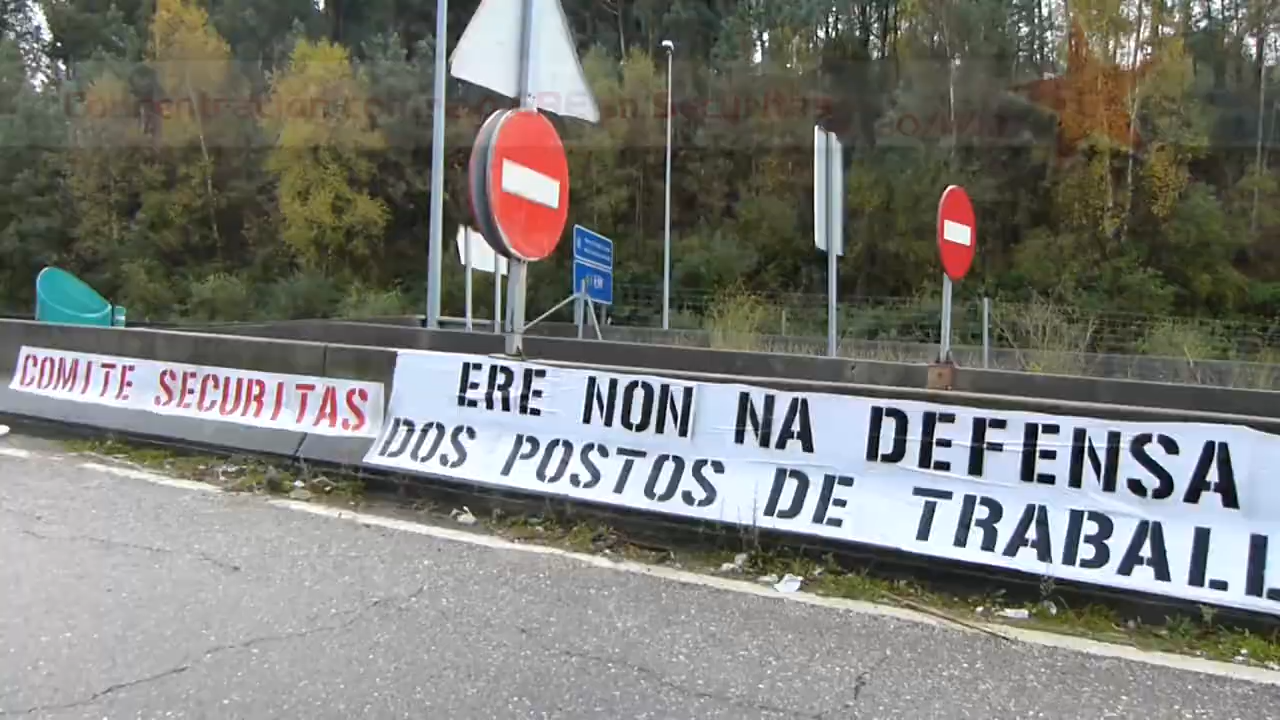 COMITE SECURITAS
ERE NON NA DEFENSA
DOS POSTOS DE TRABALL